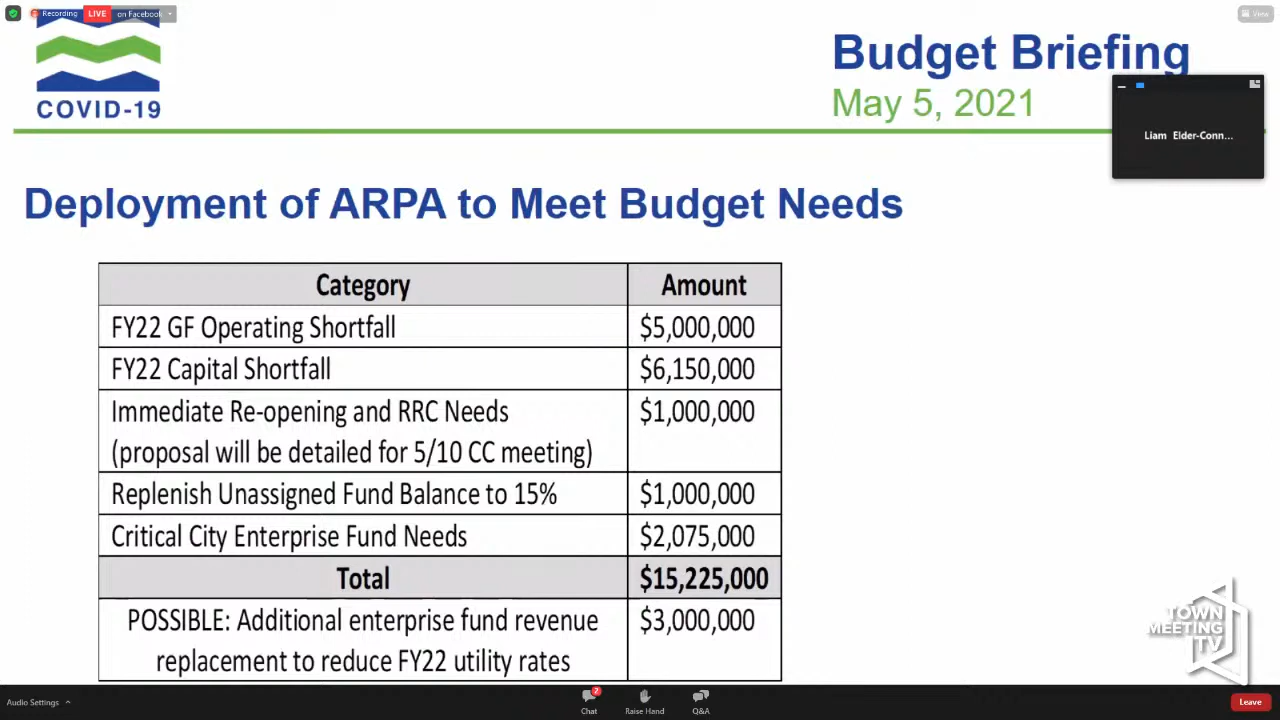 Recording LIVE on Facebook
View
COVID-19
Budget Briefing
May 5, 2021
Liam Elder-Conn...
Deployment of ARPA to Meet Budget Needs
Category Amount
FY22 GF Operating Shortfall $5,000,000
FY22 Capital Shortfall $6,150,000
Immediate Re-opening and RRC Needs $1,000,000
(proposal will be detailed for 5/10 CC meeting)
Replenish Unassigned Fund Balance to 15% $1,000,000
Critical City Enterprise Fund Needs $2,075,000
Total $15,225,000
POSSIBLE: Additional enterprise fund revenue $3,000,000
replacement to reduce FY22 utility rates
TOWN
MEETING
TV
Audio Settings
2
Chat Raise Hand Q&A
Leave